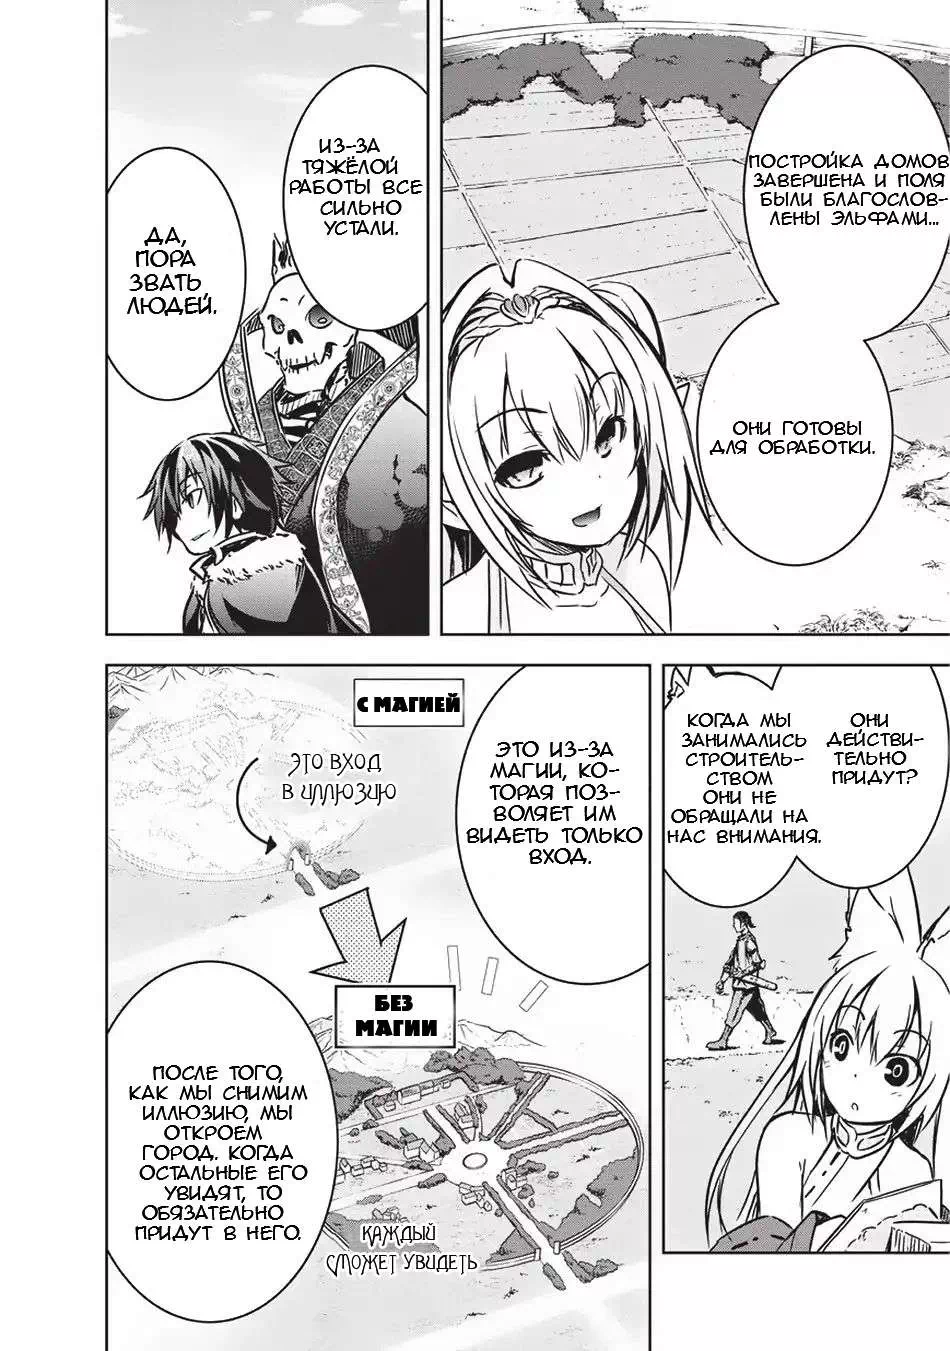 ПОСТРОЙКА ДОМОВ
ЗАВЕРШЕНА И ПОЛЯ
БЫЛИ БЛАГОСЛОВ-
ЛЕНЫ ЭЛЬФАМИ...
ОНИ ГОТОВЫ
ДЛЯ ОБРАБОТКИ.
ИЗ-ЗА
ТЯЖЁЛОЙ
РАБОТЫ ВСЕ
СИЛЬНО
УСТАЛИ.
ДА,
ПОРА
ЗВАТЬ
ЛЮДЕЙ.
ОНИ
ДЕЙСТВИ-
ТЕЛЬНО
ПРИДУТ?
КОГДА МЫ
ЗАНИМАЛИСЬ
СТРОИТЕЛЬ-
СТВОМ
ОНИ НЕ
ОБРАЩАЛИ НА
НАС ВНИМАНИЯ.
ЭТО ИЗ-ЗА
МАГИИ, КО-
ТОРАЯ ПОЗ-
ВОЛЯЕТ ИМ
ВИДЕТЬ ТОЛЬКО
ВХОД.
С МАГИЕЙ
ЭТО ВХОД
В ИЛЛЮЗИЮ
БЕЗ
МАГИИ
ПОСЛЕ ТОГО,
КАК МЫ СНИМИМ
ИЛЛЮЗИЮ, МЫ
ОТКРОЕМ
ГОРОД. КОГДА
ОСТАЛЬНЫЕ ЕГО
УВИДЯТ, ТО
ОБЯЗАТЕЛЬНО
ПРИДУТ В НЕГО.
КАЖДЫЙ
СМОЖЕТ УВИДЕТЬ